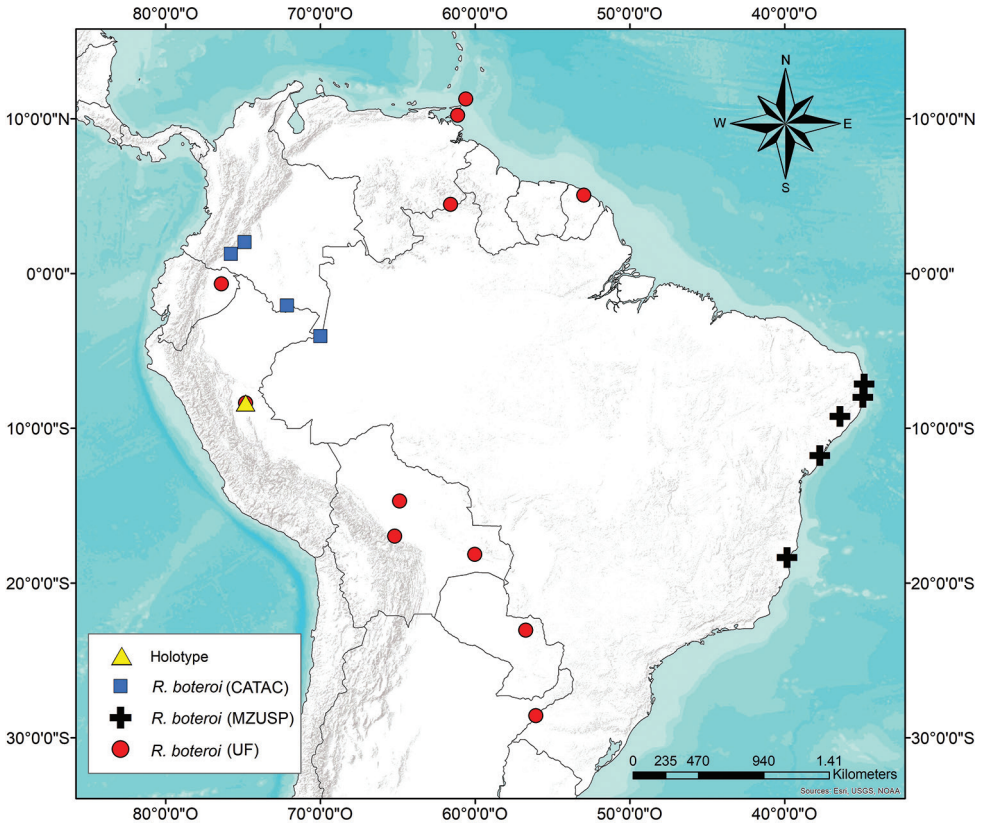 80°0'0"O 70°0'0"W 60°0'0"W 50°0'0"W 40°0'0"W
N
W E
S
10°0'0"N 10°0'0"N
0°0'0" 0°0'0"
10°0'0"S 10°0'0"S
20°0'0"S 20°0'0"S
30°0'0"S 30°0'0"S
Holotype
R. boteroi (CATAC)
R. boteroi (MZUSP)
R. boteroi (UF)
0 235 470 940 1.41
Kilometers
Sources: Esri, USGS, NOAA
80°0'0"W 70°0'0"W 60°0'0"W 50°0'0"W 40°0'0"W